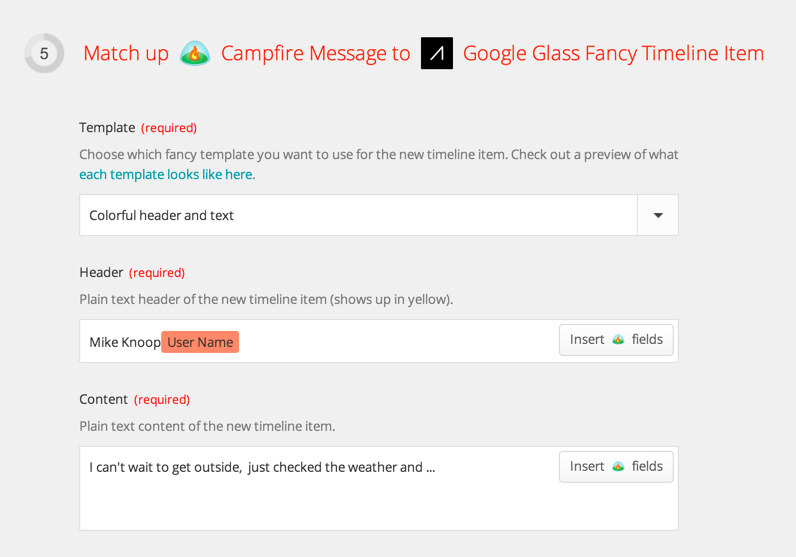 5 Match up Campfire Message to Google Glass Fancy Timeline Item
Template (required)
Choose which fancy template you want to use for the new timeline item. Check out a preview of what
each template looks like here.
Colorful header and text
Header (required)
Plain text header of the new timeline item (shows up in yellow).
Mike Knoop User Name Insert fields
Content (required)
Plain text content of the new timeline item.
I can't wait to get outside, just checked the weather and ... Insert fields